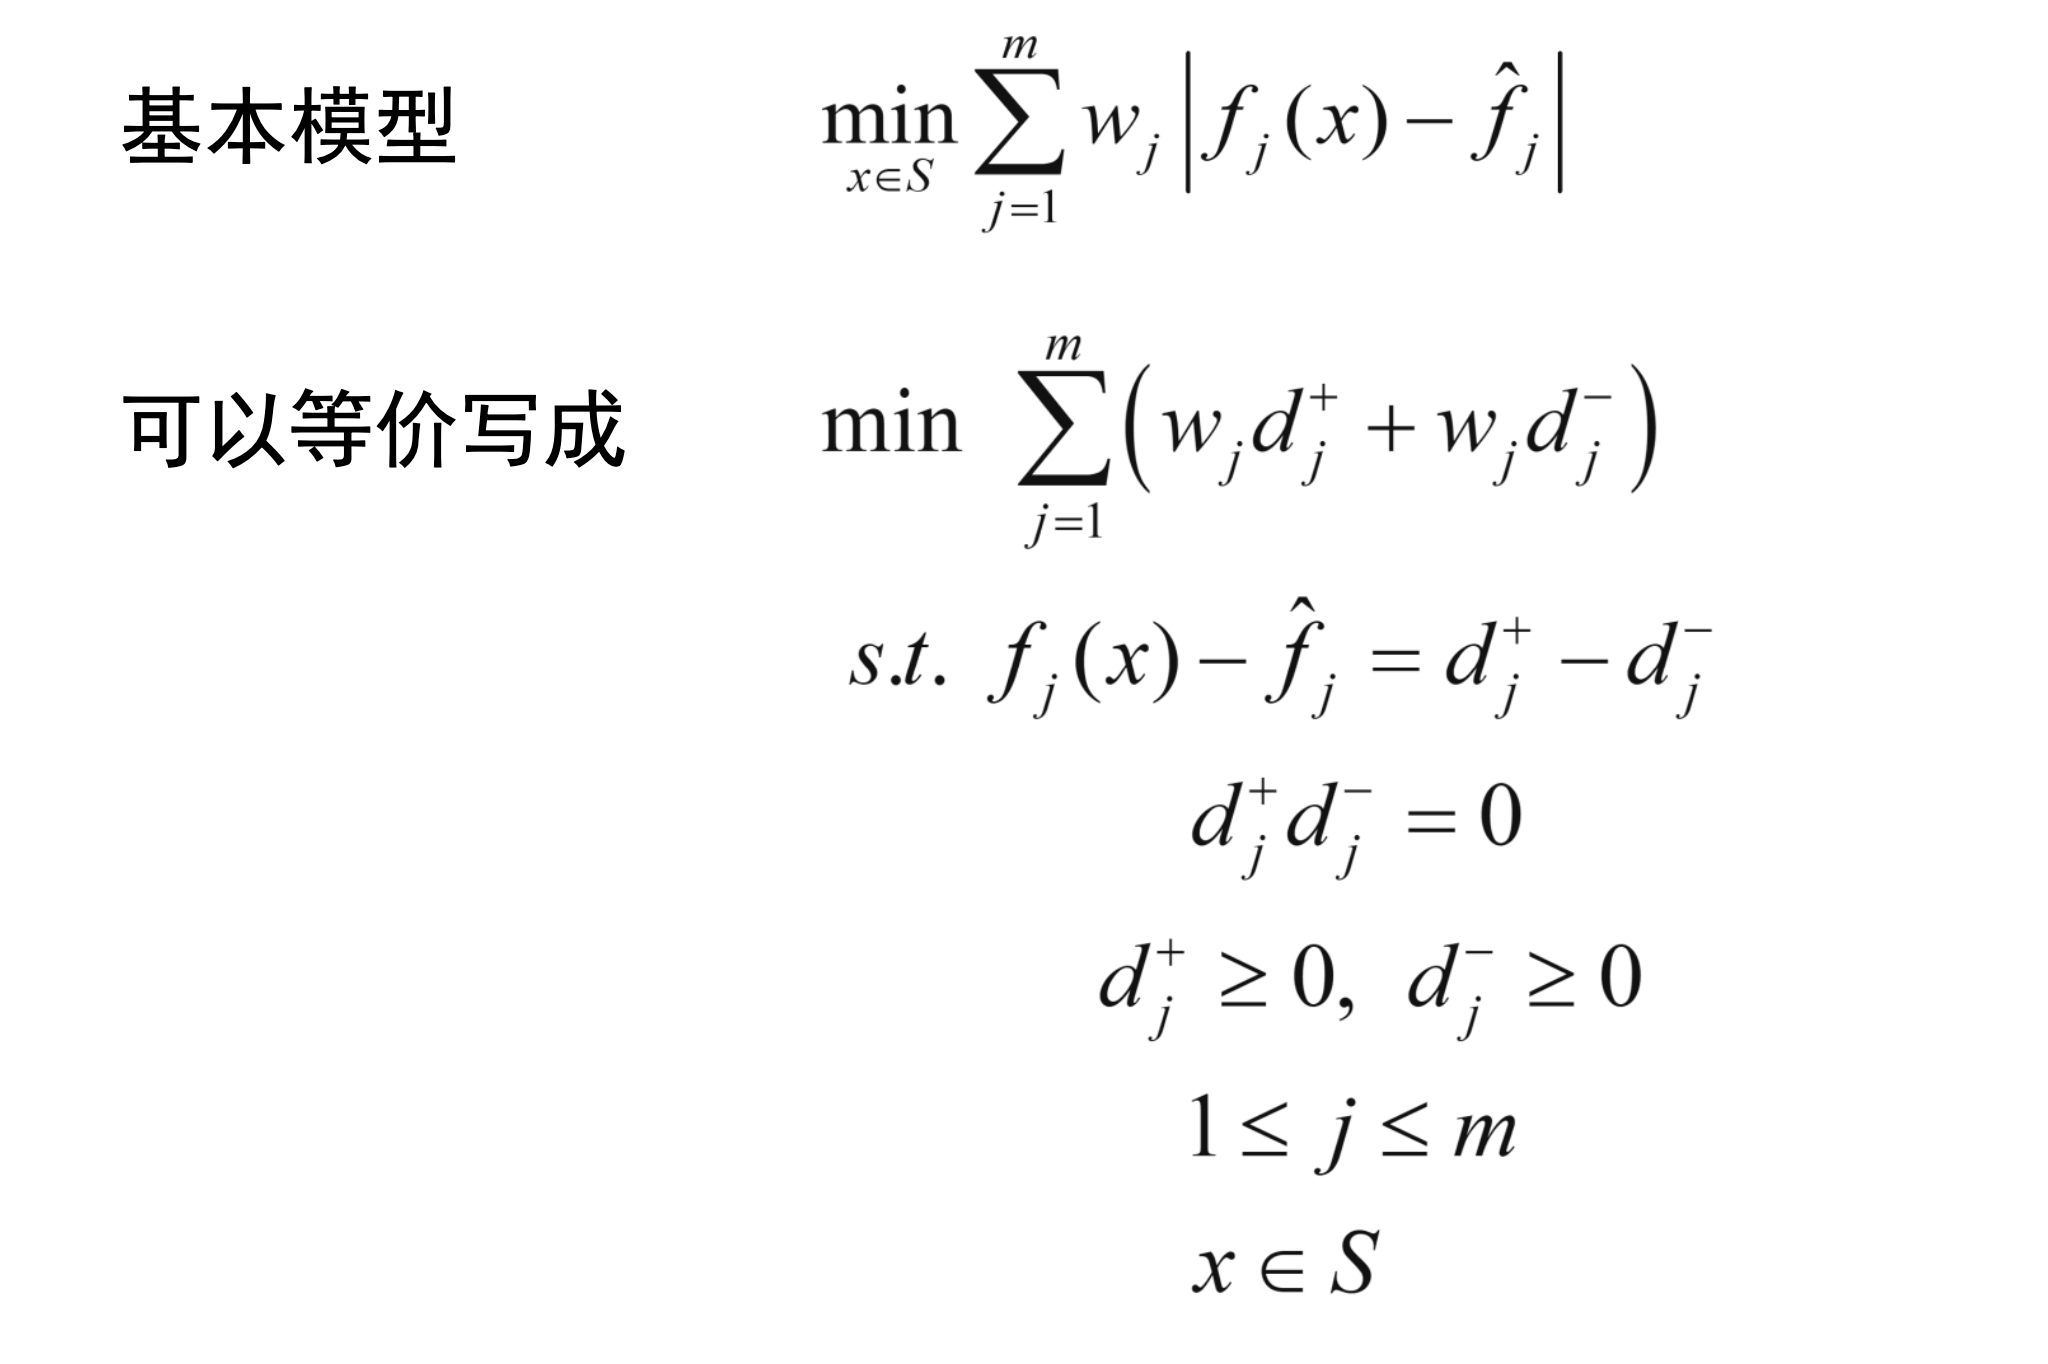 基本模型 $\min_{x \in S} \sum_{j=1}^{m} w_j \left| f_j(x) - \hat{f}_j \right|$
可以等价写成 $\min \sum_{j=1}^{m} \left( w_j d_j^+ + w_j d_j^- \right)$
$s.t. \ f_j(x) - \hat{f}_j = d_j^+ - d_j^-$
$d_j^+ d_j^- = 0$
$d_j^+ \geq 0, \ d_j^- \geq 0$
$1 \leq j \leq m$
$x \in S$